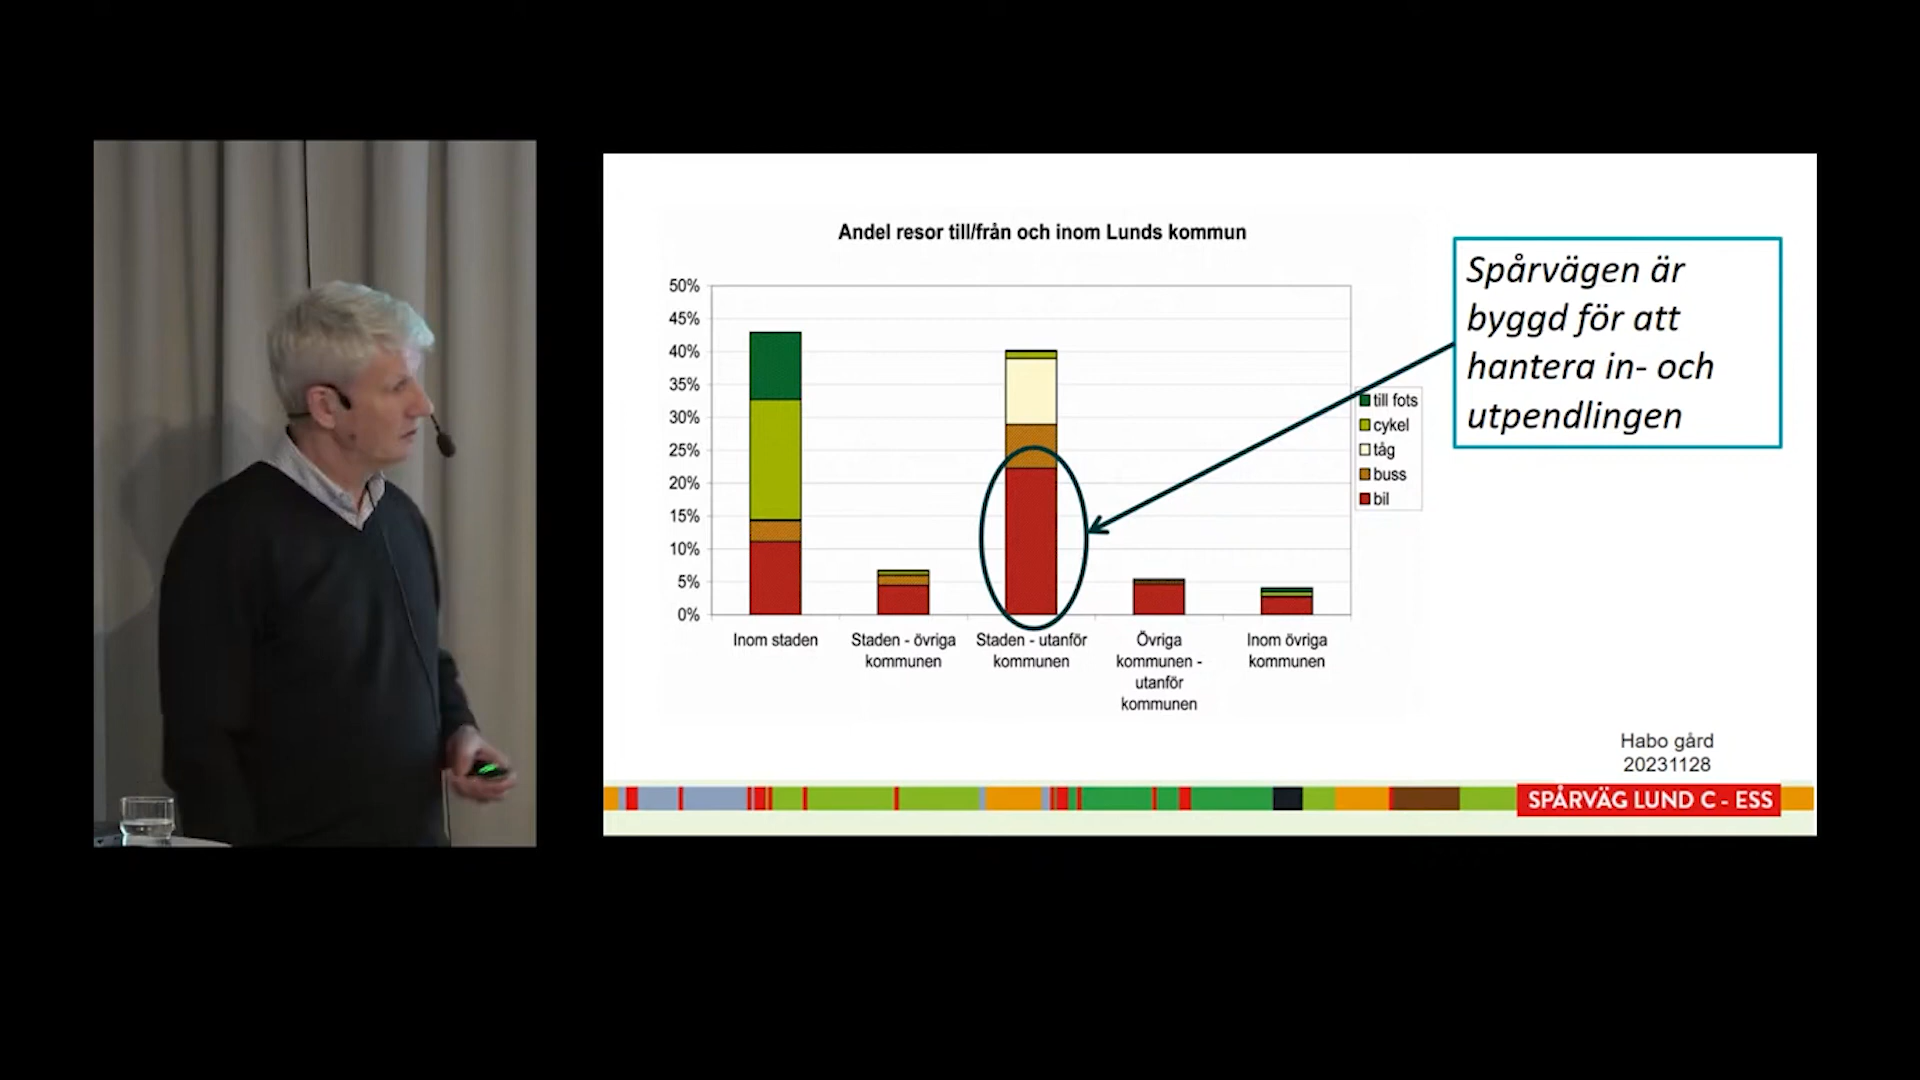 Andel resor till/från och inom Lunds kommun
50%
45%
40%
35%
30%
25%
20%
15%
10%
5%
0%
Inom staden
Staden - övriga
kommunen
Staden - utanför
kommunen
Övriga
kommunen -
utanför
kommunen
Inom övriga
kommunen
till fots
cykel
tåg
buss
bil
Spårvägen är
byggd för att
hantera in- och
utpendlingen
Habo gård
20231128
SPÅRVÄG LUND C - ESS